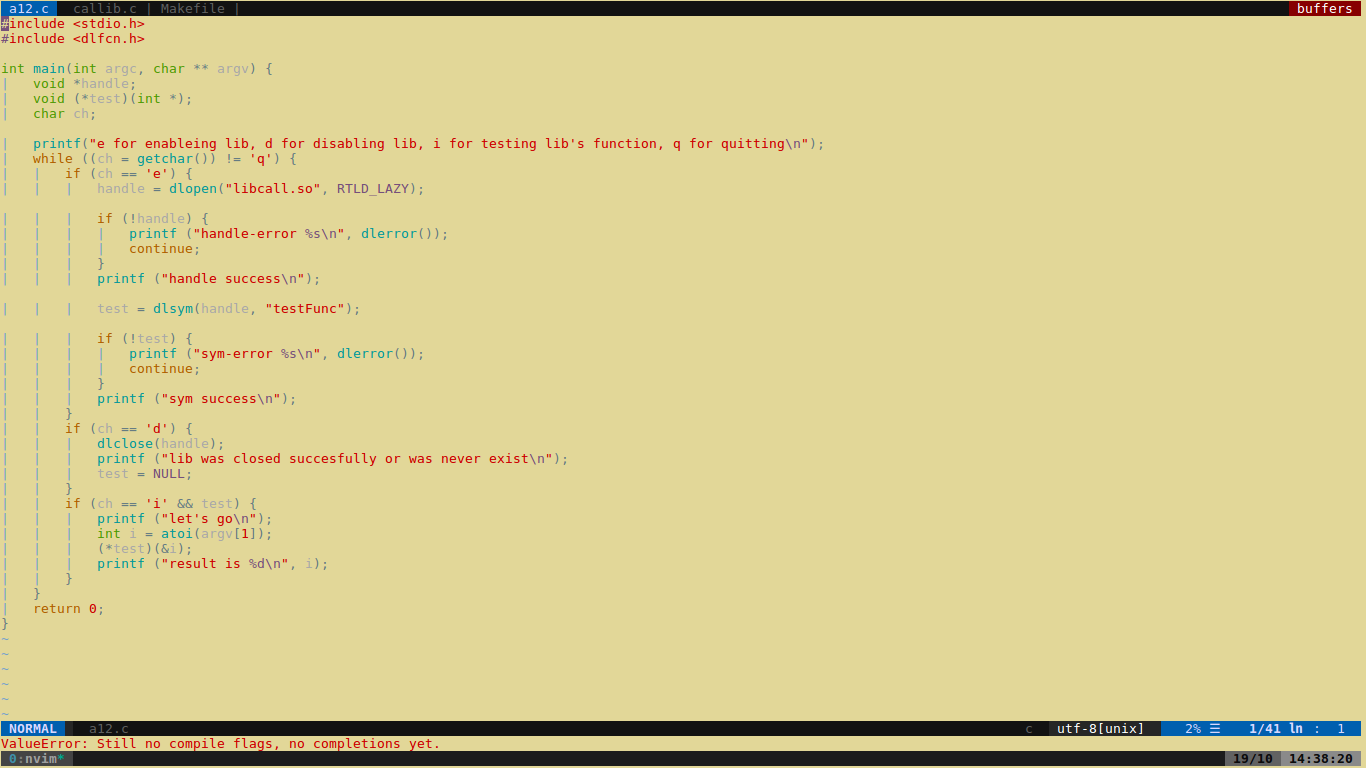 a12.c  callib.c | Makefile | buffers
#include <stdio.h>
#include <dlfcn.h>

int main(int argc, char ** argv) {
|   void *handle;
|   void (*test)(int *);
|   char ch;

|   printf("e for enableing lib, d for disabling lib, i for testing lib's function, q for quitting\n");
|   while ((ch = getchar()) != 'q') {
|   |   if (ch == 'e') {
|   |   |   handle = dlopen("libcall.so", RTLD_LAZY);

|   |   |   if (!handle) {
|   |   |   |   printf ("handle-error %s\n", dlerror());
|   |   |   |   continue;
|   |   |   }
|   |   |   printf ("handle success\n");

|   |   |   test = dlsym(handle, "testFunc");

|   |   |   if (!test) {
|   |   |   |   printf ("sym-error %s\n", dlerror());
|   |   |   |   continue;
|   |   |   }
|   |   |   printf ("sym success\n");
|   |   }
|   |   if (ch == 'd') {
|   |   |   dlclose(handle);
|   |   |   printf ("lib was closed succesfully or was never exist\n");
|   |   |   test = NULL;
|   |   }
|   |   if (ch == 'i' && test) {
|   |   |   printf ("let's go\n");
|   |   |   int i = atoi(argv[1]);
|   |   |   (*test)(&i);
|   |   |   printf ("result is %d\n", i);
|   |   }
|   }
|   return 0;
}
~
~
~
~
~
~
NORMAL  a12.c  c  utf-8[unix]  2% ☰  1/41 ln :  1
ValueError: Still no compile flags, no completions yet.
0:nvim*  19/10  14:38:20